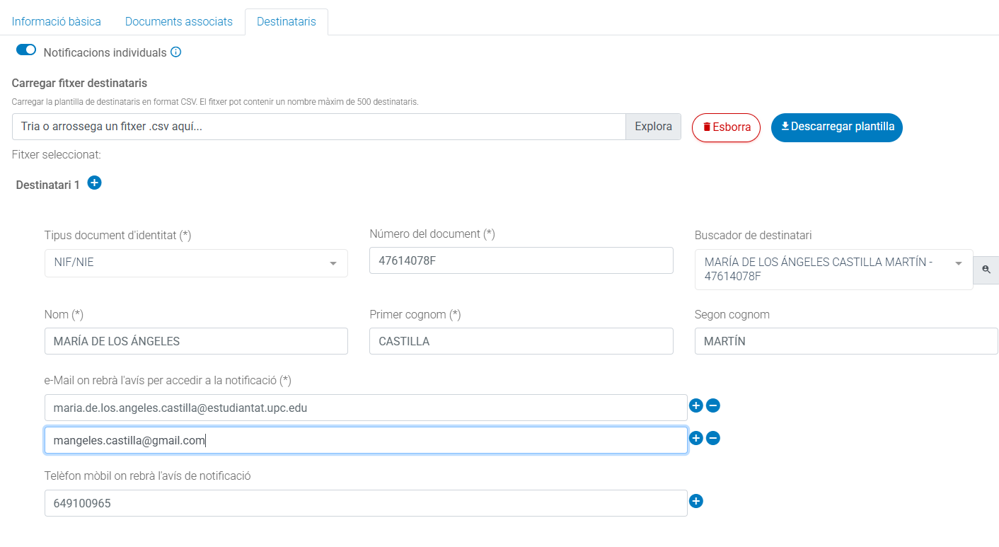 Informació bàsica Documents associats Destinataris
Notificacions individuals
Carregar fitxer destinataris
Carregar la plantilla de destinataris en format CSV. El fitxer pot contenir un nombre màxim de 500 destinataris.
Tria o arrossega un fitxer .csv aquí... Explora Esborra Descarregar plantilla
Fitxer seleccionat:
Destinatari 1
Tipus document d'identitat (*) Número del document (*) Buscador de destinatari
NIF/NIE 47614078F MARÍA DE LOS ÁNGELES CASTILLA MARTÍN -
47614078F
Nom (*) Primer cognom (*) Segon cognom
MARÍA DE LOS ÁNGELES CASTILLA MARTÍN
e-Mail on rebrà l'avís per accedir a la notificació (*)
maria.de.los.angeles.castilla@estudiantat.upc.edu
mangeles.castilla@gmail.com
Telèfon mòbil on rebrà l'avís de notificació
649100965